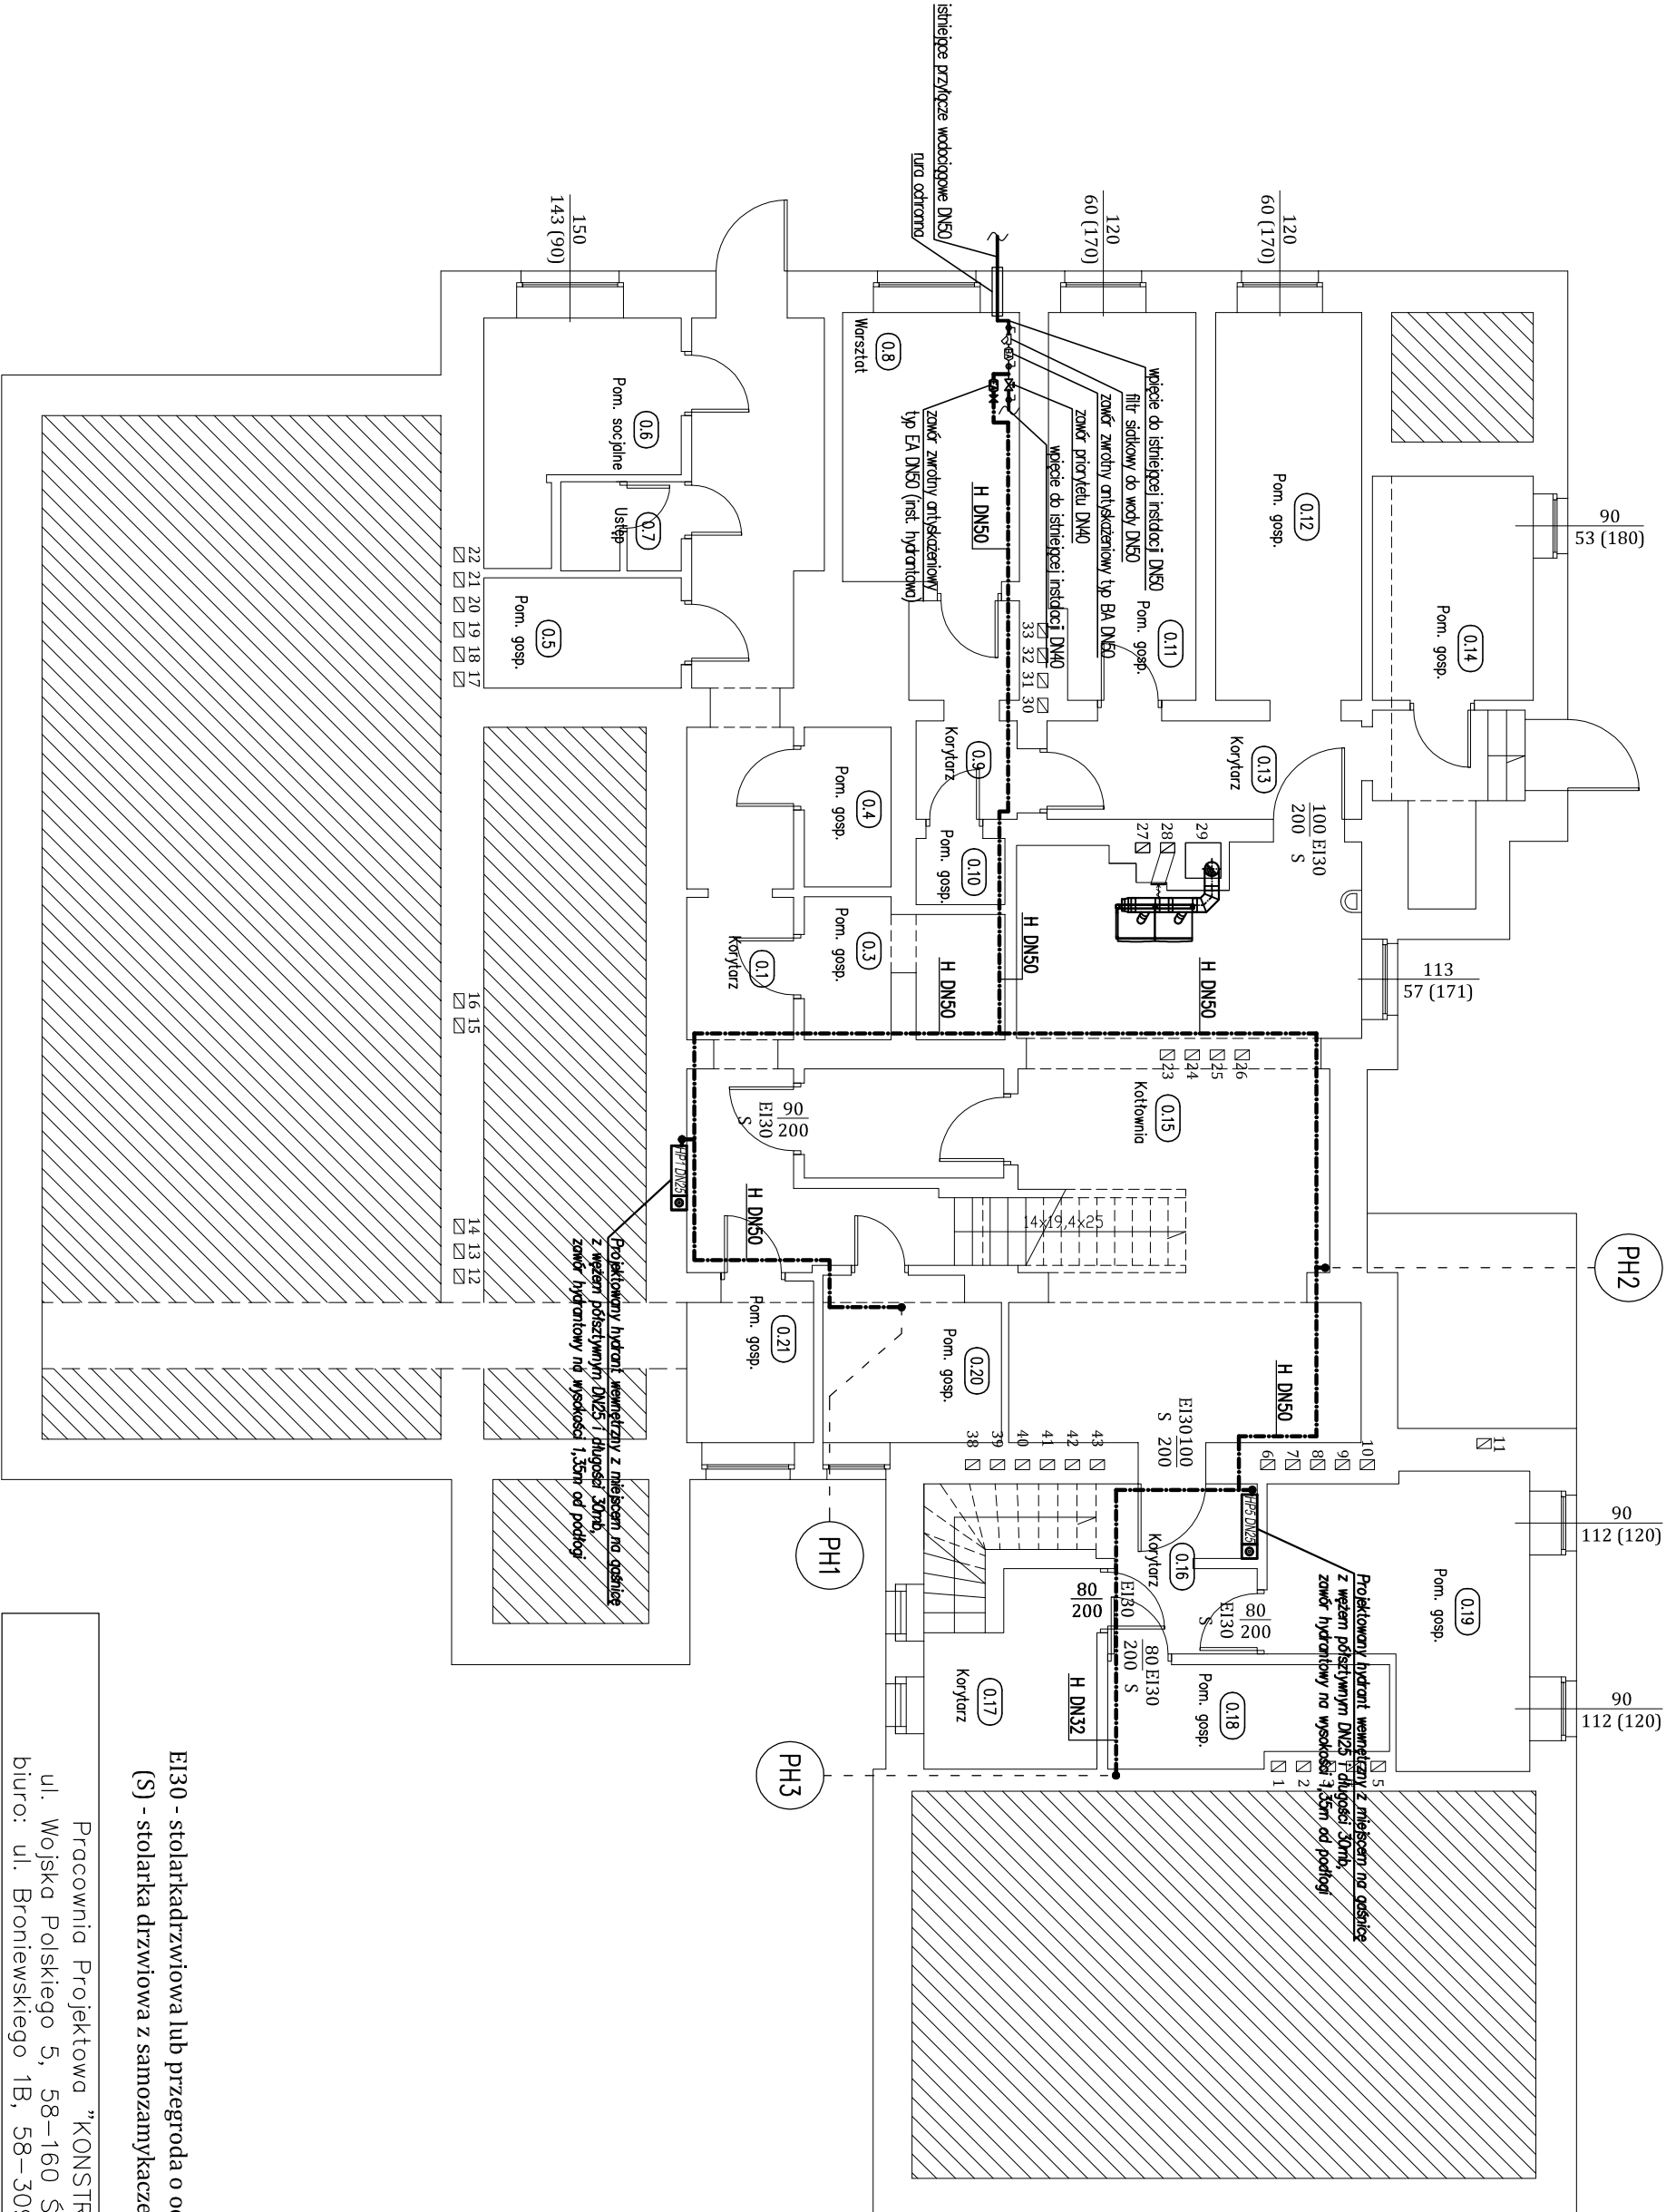 istniejące przyłącze wodociągowe DN50
rura ochronna
120
60 (170)
120
60 (170)
150
143 (90)
90
53 (180)
113
57 (171)
90
112 (120)
90
112 (120)
wpięcie do istniejącej instalacji DN50
filtr siatkowy do wody DN50
zawór zwrotny antyskażeniowy typ BA DN50
zawór priorytetu DN40
wpięcie do istniejącej instalacji DN40
zawór zwrotny antyskażeniowy
typ EA DN50 (inst. hydrantowa)
0.14
Pom. gosp.
0.12
Pom. gosp.
0.11
Pom. gosp.
0.13
Korytarz
0.8
Warsztat
0.9
Korytarz
0.10
Pom. gosp.
0.6
Pom. socjalne
0.7
Ustęp
0.5
Pom. gosp.
0.4
Pom. gosp.
0.3
Pom. gosp.
0.1
Korytarz
0.15
Kotłownia
0.21
Pom. gosp.
0.20
Pom. gosp.
0.16
Korytarz
0.17
Korytarz
0.18
Pom. gosp.
0.19
Pom. gosp.
H DN50
H DN50
H DN50
H DN50
H DN50
H DN50
H DN32
100 EI30
200 S
90
200
EI30
S
EI30 100
S 200
80
200
EI30
S
80
200
EI30
80 EI30
200 S
14x19,4x25
33 32 31 30
22 21 20 19 18 17
16 15
14 13 12
27
28
29
23
24
25
26
38
39
40
41
42
43
6
7
8
9
10
11
1
2
5
HP1 DN25
HP5 DN25
Projektowany hydrant wewnętrzny z miejscem na gaśnicę
z wężem półsztywnym DN25 i długości 30mb,
zawór hydrantowy na wysokości 1,35m od podłogi
Projektowany hydrant wewnętrzny z miejscem na gaśnicę
z wężem półsztywnym DN25 i długości 30mb,
zawór hydrantowy na wysokości 1,35m od podłogi
PH1
PH2
PH3
EI30 - stolarkadrzwiowa lub przegroda o o
(S) - stolarka drzwiowa z samozamykacze
Pracownia Projektowa "KONSTR
ul. Wojska Polskiego 5, 58-160 Ś
biuro: ul. Broniewskiego 1B, 58-30